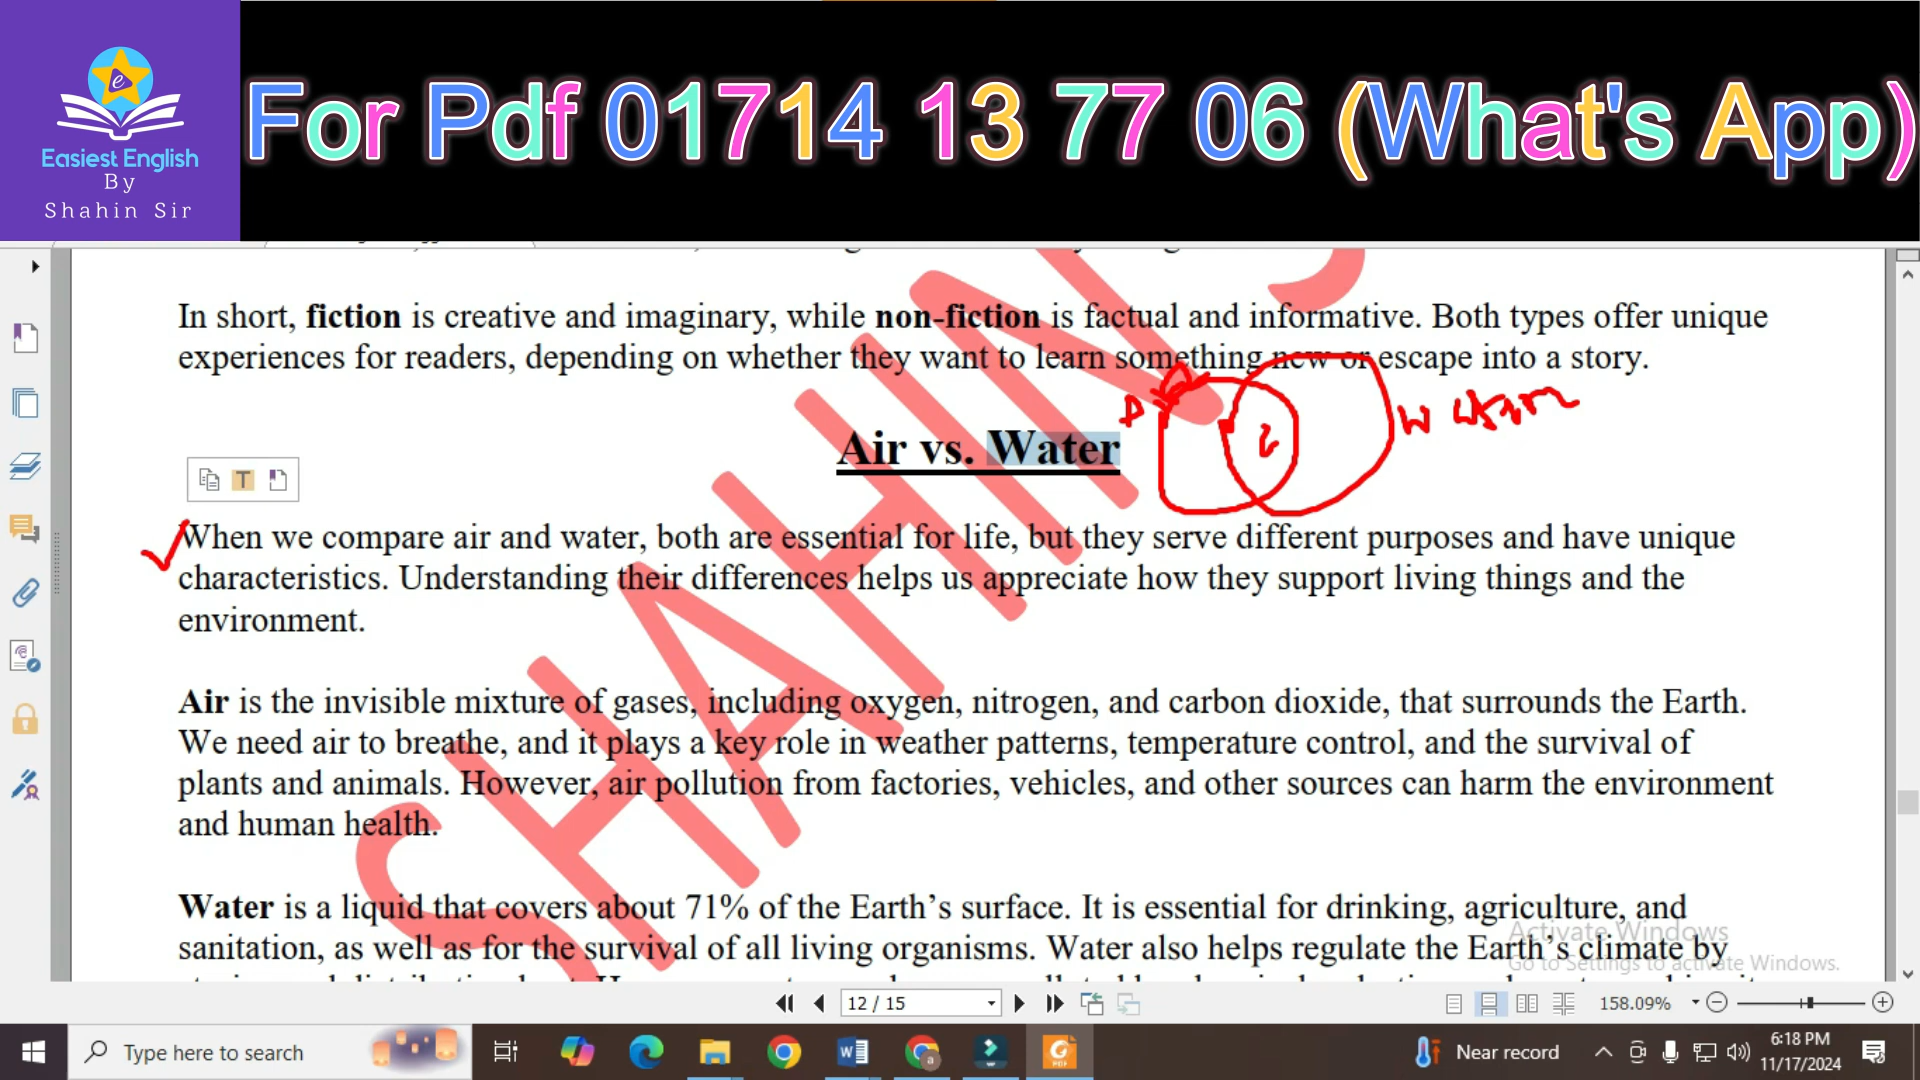 Easiest English
By
Shahin Sir
For Pdf 01714 13 77 06 (What's App)
In short, fiction is creative and imaginary, while non-fiction is factual and informative. Both types offer unique
experiences for readers, depending on whether they want to learn something new or escape into a story.
Air vs. Water
When we compare air and water, both are essential for life, but they serve different purposes and have unique
characteristics. Understanding their differences helps us appreciate how they support living things and the
environment.
Air is the invisible mixture of gases, including oxygen, nitrogen, and carbon dioxide, that surrounds the Earth.
We need air to breathe, and it plays a key role in weather patterns, temperature control, and the survival of
plants and animals. However, air pollution from factories, vehicles, and other sources can harm the environment
and human health.
Water is a liquid that covers about 71% of the Earth's surface. It is essential for drinking, agriculture, and
sanitation, as well as for the survival of all living organisms. Water also helps regulate the Earth's climate by
SHAHIN S
Activate Windows
Go to Settings to activate Windows.
12 / 15
158.09%
Type here to search
Near record
6:18 PM
11/17/2024